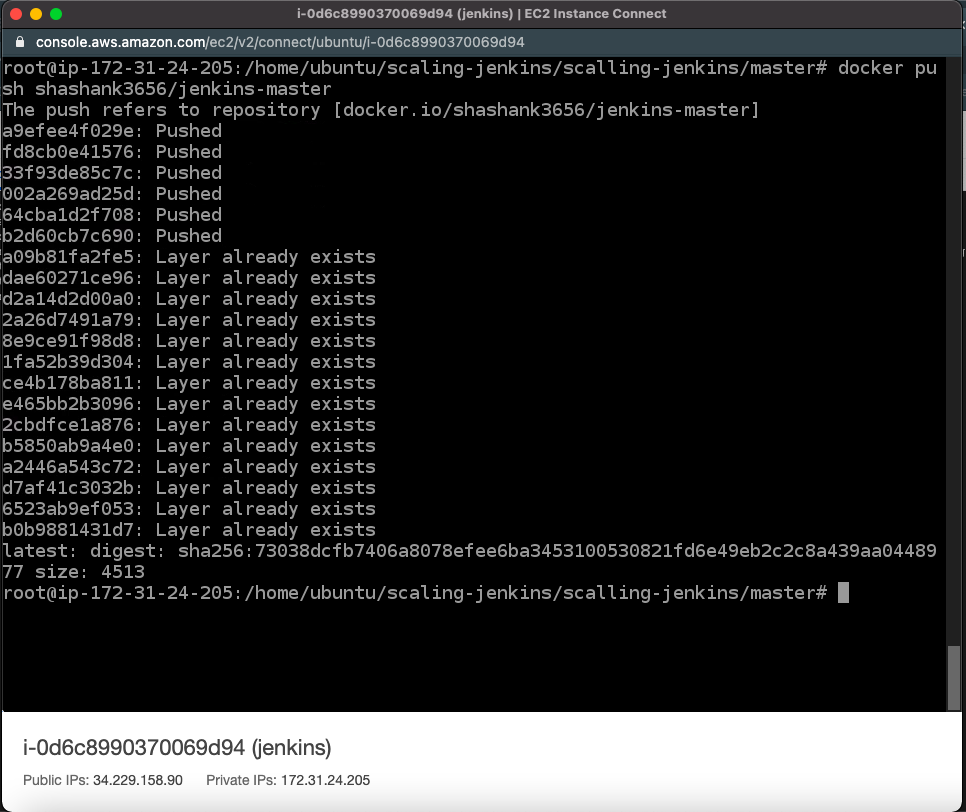 i-0d6c8990370069d94 (jenkins) | EC2 Instance Connect
console.aws.amazon.com/ec2/v2/connect/ubuntu/i-0d6c8990370069d94
root@ip-172-31-24-205:/home/ubuntu/scaling-jenkins/scalling-jenkins/master# docker pu
sh shashank3656/jenkins-master
The push refers to repository [docker.io/shashank3656/jenkins-master]
a9efee4f029e: Pushed
fd8cb0e41576: Pushed
33f93de85c7c: Pushed
002a269ad25d: Pushed
64cba1d2f708: Pushed
b2d60cb7c690: Pushed
a09b81fa2fe5: Layer already exists
dae60271ce96: Layer already exists
d2a14d2d00a0: Layer already exists
2a26d7491a79: Layer already exists
8e9ce91f98d8: Layer already exists
1fa52b39d304: Layer already exists
ce4b178ba811: Layer already exists
e465bb2b3096: Layer already exists
2cbdfce1a876: Layer already exists
b5850ab9a4e0: Layer already exists
a2446a543c72: Layer already exists
d7af41c3032b: Layer already exists
6523ab9ef053: Layer already exists
b0b9881431d7: Layer already exists
latest: digest: sha256:73038dcfb7406a8078efee6ba3453100530821fd6e49eb2c2c8a439aa04489
77 size: 4513
root@ip-172-31-24-205:/home/ubuntu/scaling-jenkins/scalling-jenkins/master#
i-0d6c8990370069d94 (jenkins)
Public IPs: 34.229.158.90 Private IPs: 172.31.24.205